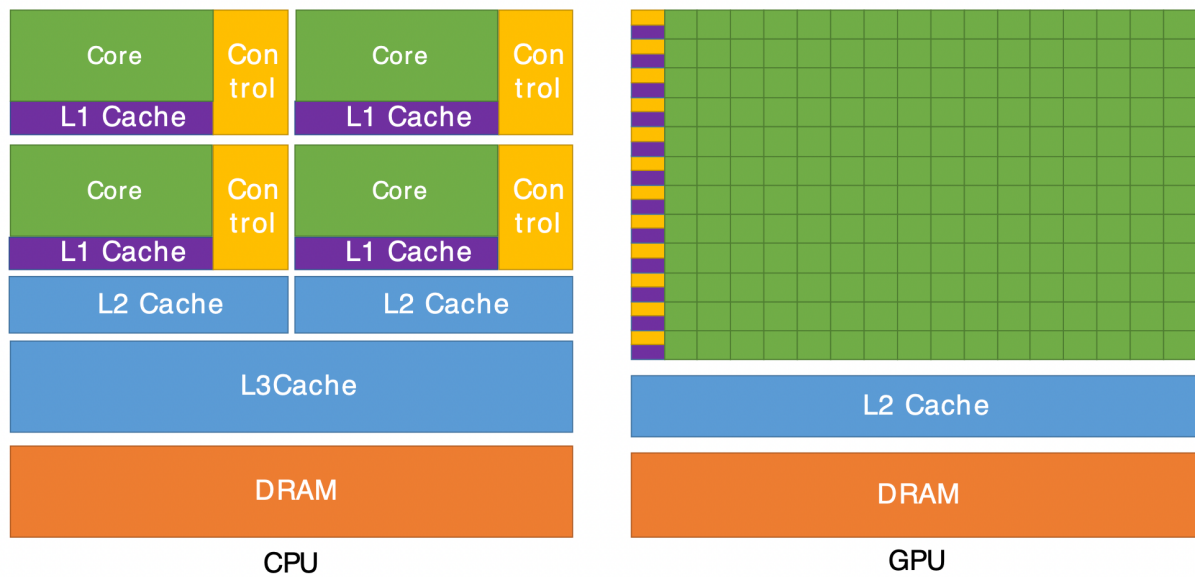 Core
Con
trol
L1 Cache
Core
Con
trol
L1 Cache
Core
Con
trol
L1 Cache
Core
Con
trol
L1 Cache
L2 Cache
L2 Cache
L3Cache
DRAM
CPU
L2 Cache
DRAM
GPU